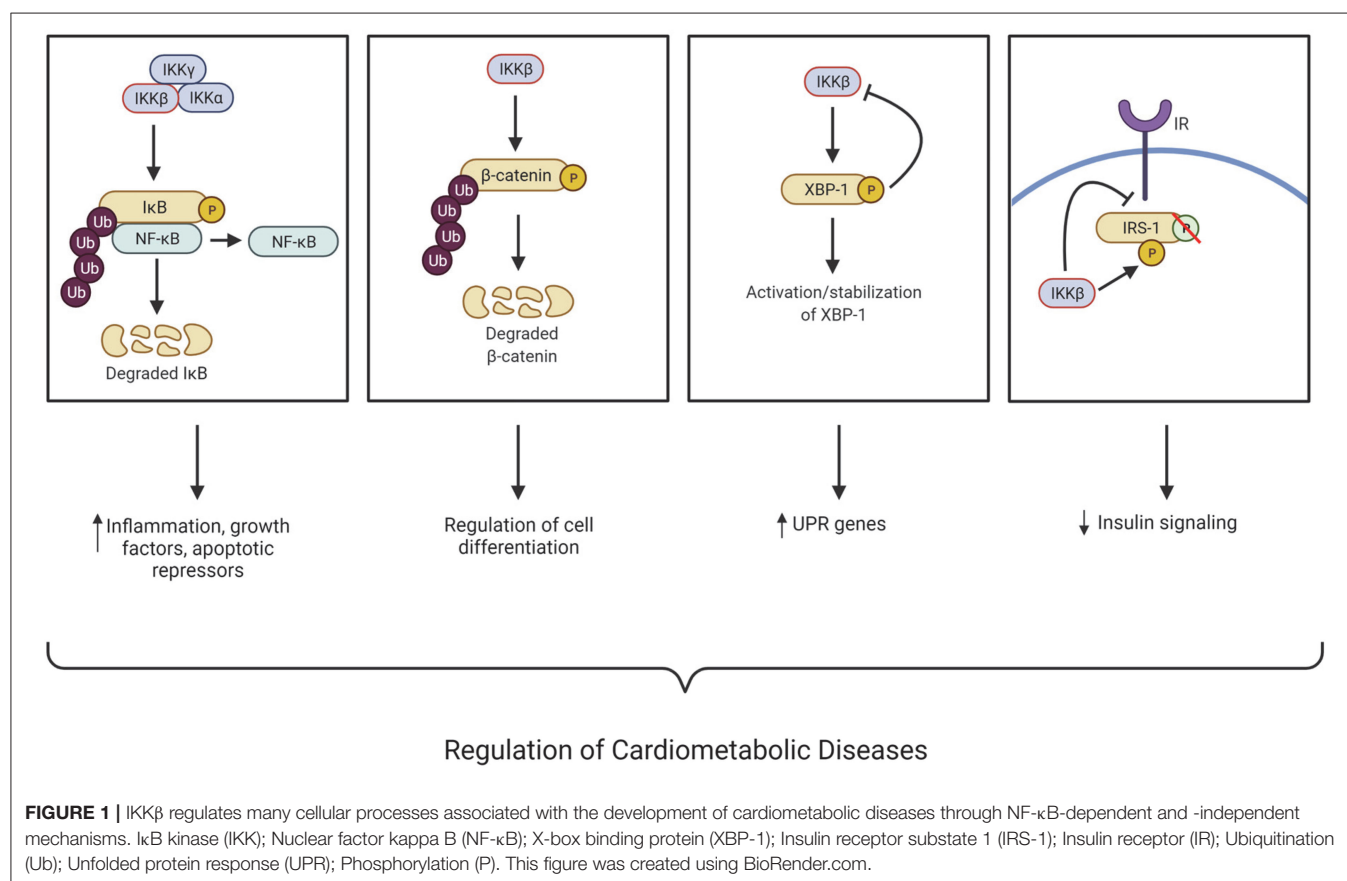 IKKγ
IKKβ
IKKα
IκB
P
NF-κB
NF-κB
Ub
Ub
Ub
Ub
Degraded IκB
IKKβ
β-catenin
P
Ub
Ub
Ub
Ub
Degraded
β-catenin
IKKβ
XBP-1
P
Activation/stabilization
of XBP-1
IR
IRS-1
P
P
IKKβ
Inflammation, growth
factors, apoptotic
repressors
Regulation of cell
differentiation
UPR genes
Insulin signaling
Regulation of Cardiometabolic Diseases
FIGURE 1 | IKKβ regulates many cellular processes associated with the development of cardiometabolic diseases through NF-κB-dependent and -independent
mechanisms. IκB kinase (IKK); Nuclear factor kappa B (NF-κB); X-box binding protein (XBP-1); Insulin receptor substate 1 (IRS-1); Insulin receptor (IR); Ubiquitination
(Ub); Unfolded protein response (UPR); Phosphorylation (P). This figure was created using BioRender.com.